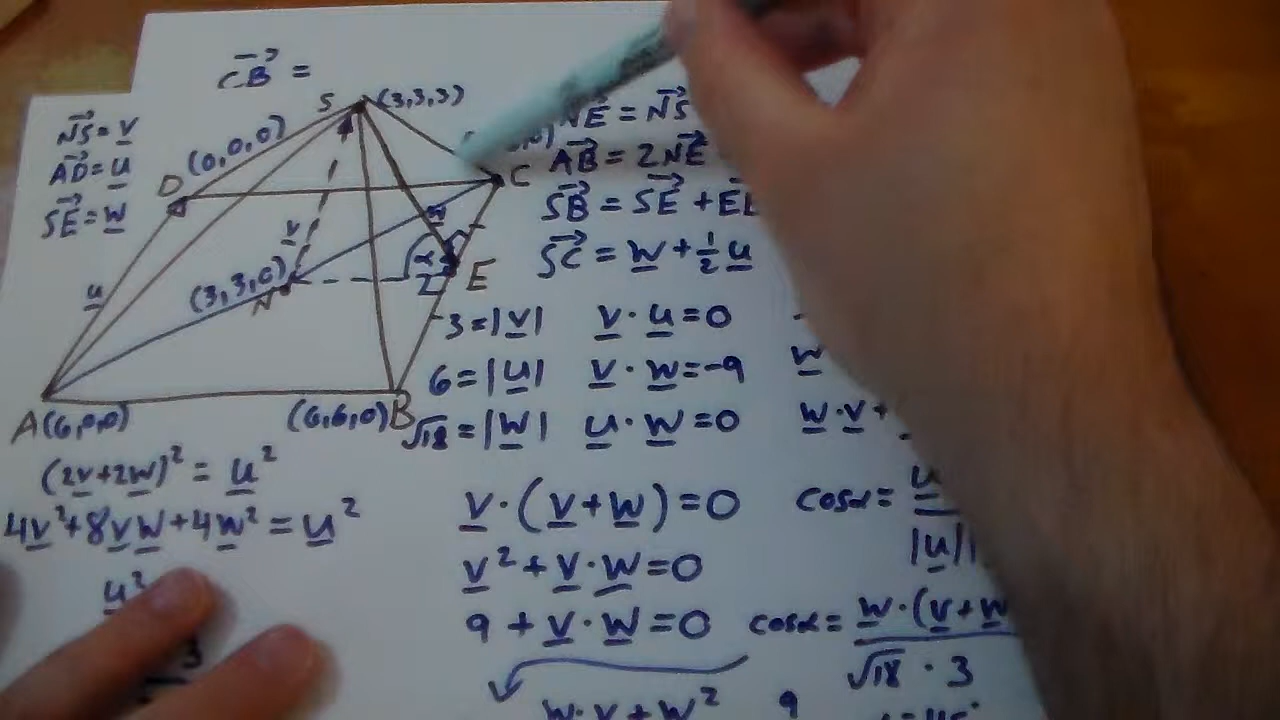 CB =
NS = v
AD = u
SE = w
S (3,3,3)
D (0,0,0)
C
v
w
u
(3,3,0)
N
α
E
A(6,0,0)
(6,6,0) B
NE = NS
AB = 2NE
SB = SE +
SC = w + ½u
3 = |v| v · u = 0
6 = |u| v · w = -9
w
√18 = |w| u · w = 0
w · v +
(2v+2w)² = u²
4v² + 8vw + 4w² = u²
u²
3
v · (v + w) = 0
v² + v · w = 0
9 + v · w = 0
cosα = u
|u||
cosα = w · (v + w
√18 · 3
w · v + w² 9